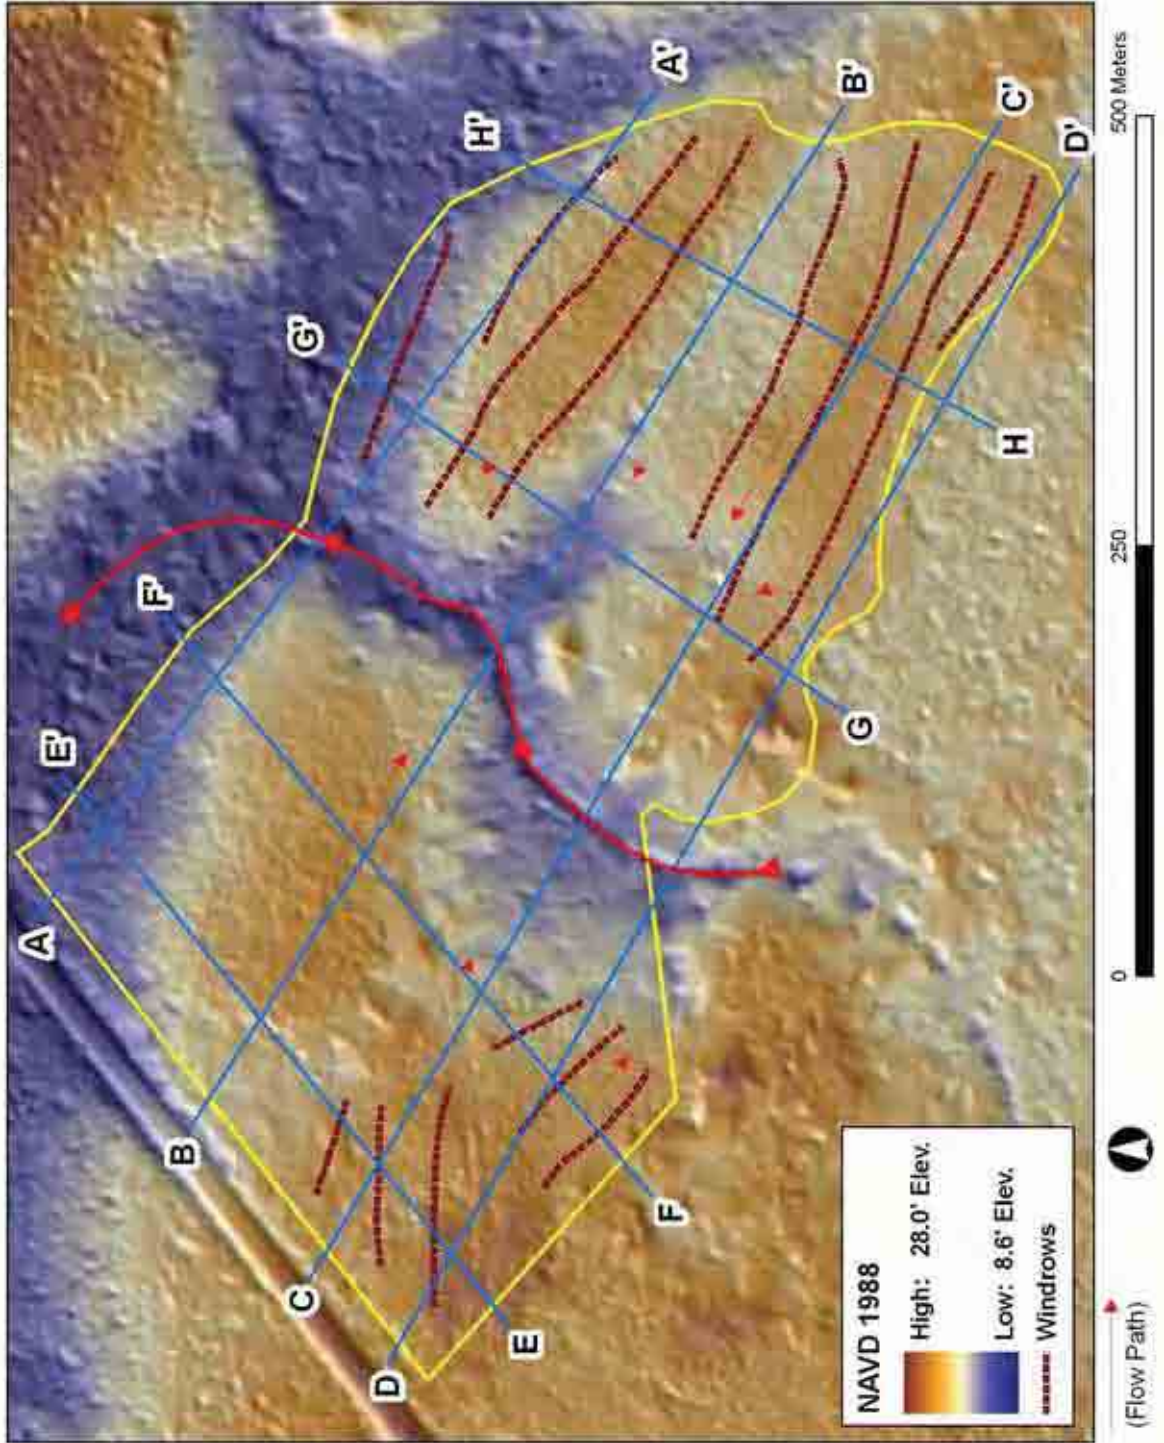 A
B
C
D
E
F
G
H
E'
F'
G'
H'
A'
B'
C'
D'
NAVD 1988
High: 28.0' Elev.
Low: 8.6' Elev.
Windrows
(Flow Path)
0 250 500 Meters